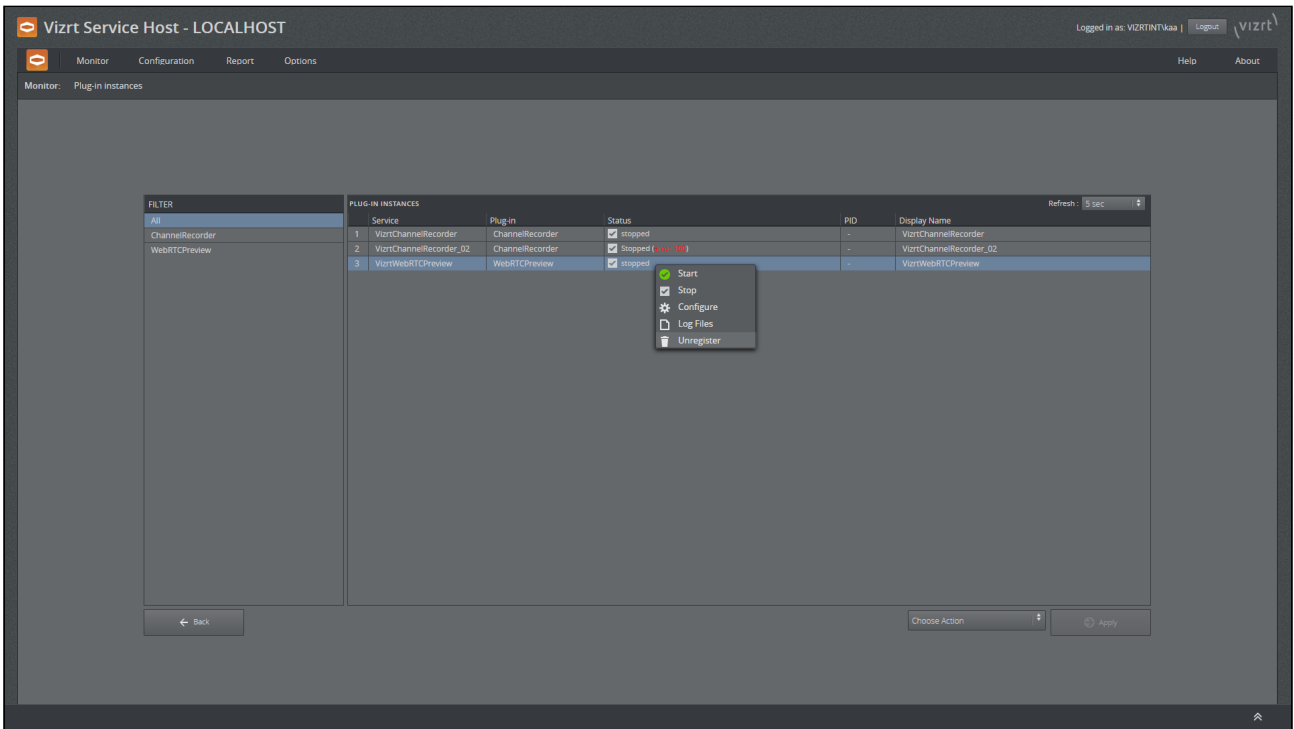 Vizrt Service Host - LOCALHOST
Logged in as: VIZRTINT\kaa | Logout vizrt
Monitor Configuration Report Options Help About
Monitor: Plug-in instances
FILTER
All
ChannelRecorder
WebRTCPreview
PLUG-IN INSTANCES Refresh : 5 sec
Service Plug-in Status PID Display Name
1 VizrtChannelRecorder ChannelRecorder stopped - VizrtChannelRecorder
2 VizrtChannelRecorder_02 ChannelRecorder Stopped ( ) - VizrtChannelRecorder_02
3 VizrtWebRTCPreview WebRTCPreview stopped - VizrtWebRTCPreview
Start
Stop
Configure
Log Files
Unregister
Back
Choose Action Apply